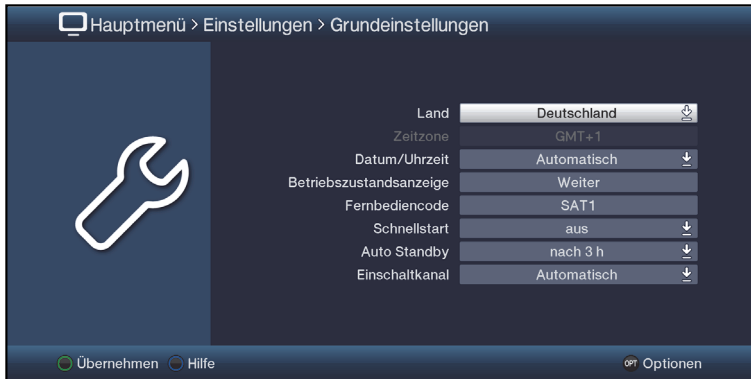 Hauptmenü > Einstellungen > Grundeinstellungen
Land Deutschland
Zeitzone GMT+1
Datum/Uhrzeit Automatisch
Betriebszustandsanzeige Weiter
Fernbediencode SAT1
Schnellstart aus
Auto Standby nach 3 h
Einschaltkanal Automatisch
Übernehmen Hilfe OPT Optionen